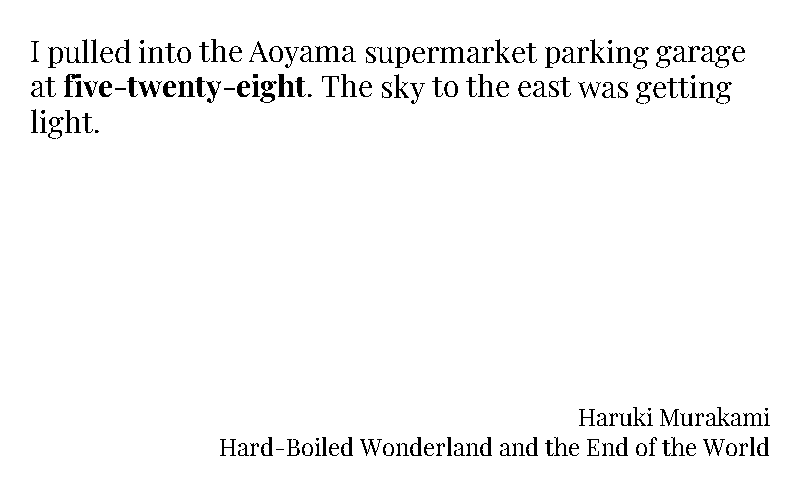 I pulled into the Aoyama supermarket parking garage
at five-twenty-eight. The sky to the east was getting
light.
Haruki Murakami
Hard-Boiled Wonderland and the End of the World